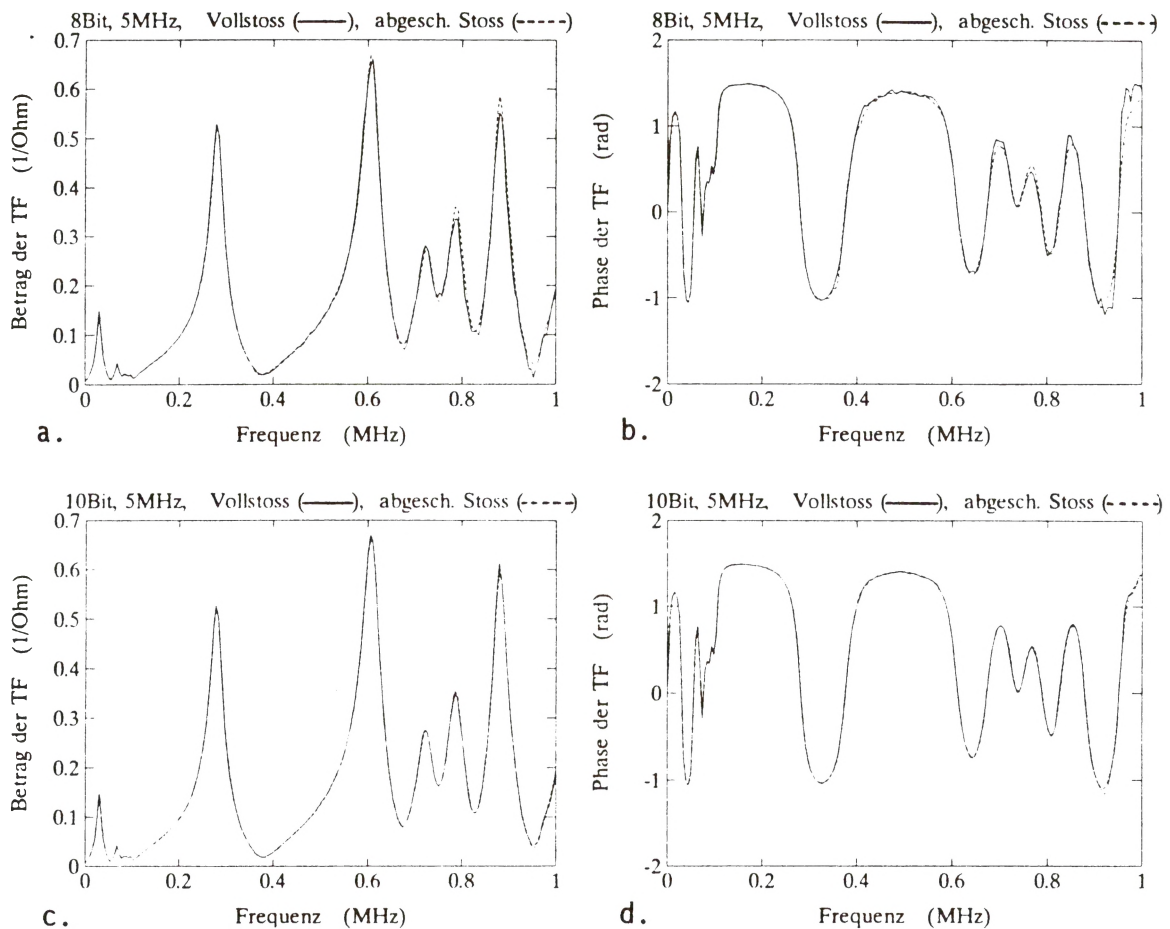 8Bit, 5MHz, Vollstoss (——), abgesch. Stoss (-----)
0.7
0.6
0.5
0.4
0.3
0.2
0.1
0
Betrag der TF (1/Ohm)
0 0.2 0.4 0.6 0.8 1
Frequenz (MHz)
a.
8Bit, 5MHz, Vollstoss (——), abgesch. Stoss (-----)
2
1
0
-1
-2
Phase der TF (rad)
0 0.2 0.4 0.6 0.8 1
Frequenz (MHz)
b.
10Bit, 5MHz, Vollstoss (——), abgesch. Stoss (-----)
0.7
0.6
0.5
0.4
0.3
0.2
0.1
0
Betrag der TF (1/Ohm)
0 0.2 0.4 0.6 0.8 1
Frequenz (MHz)
c.
10Bit, 5MHz, Vollstoss (——), abgesch. Stoss (-----)
2
1
0
-1
-2
Phase der TF (rad)
0 0.2 0.4 0.6 0.8 1
Frequenz (MHz)
d.